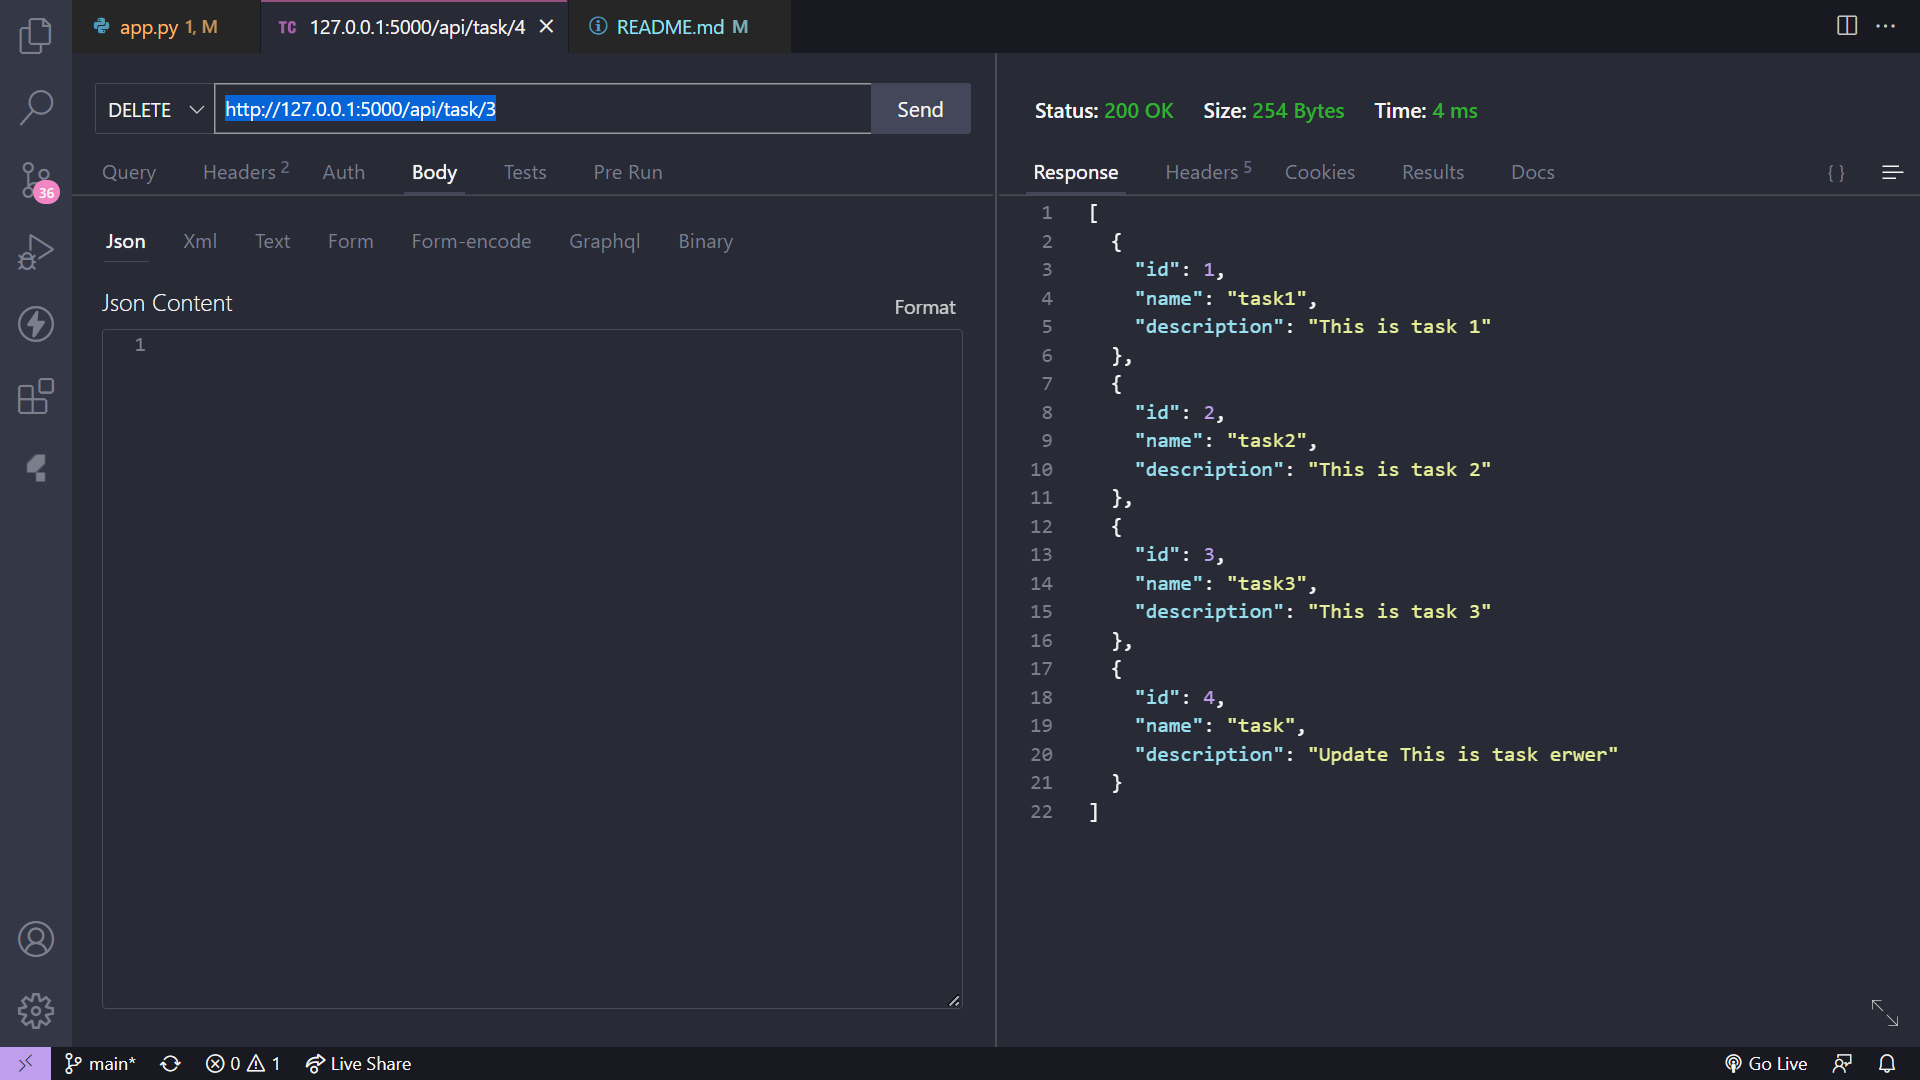 app.py 1, M
TC 127.0.0.1:5000/api/task/4
README.md M
DELETE
http://127.0.0.1:5000/api/task/3
Send
Query Headers 2 Auth Body Tests Pre Run
Json Xml Text Form Form-encode Graphql Binary
Json Content
Format
1
Status: 200 OK Size: 254 Bytes Time: 4 ms
Response Headers 5 Cookies Results Docs { }
1 [
2 {
3 "id": 1,
4 "name": "task1",
5 "description": "This is task 1"
6 },
7 {
8 "id": 2,
9 "name": "task2",
10 "description": "This is task 2"
11 },
12 {
13 "id": 3,
14 "name": "task3",
15 "description": "This is task 3"
16 },
17 {
18 "id": 4,
19 "name": "task",
20 "description": "Update This is task erwer"
21 }
22 ]
36
main* 0 1 Live Share
Go Live